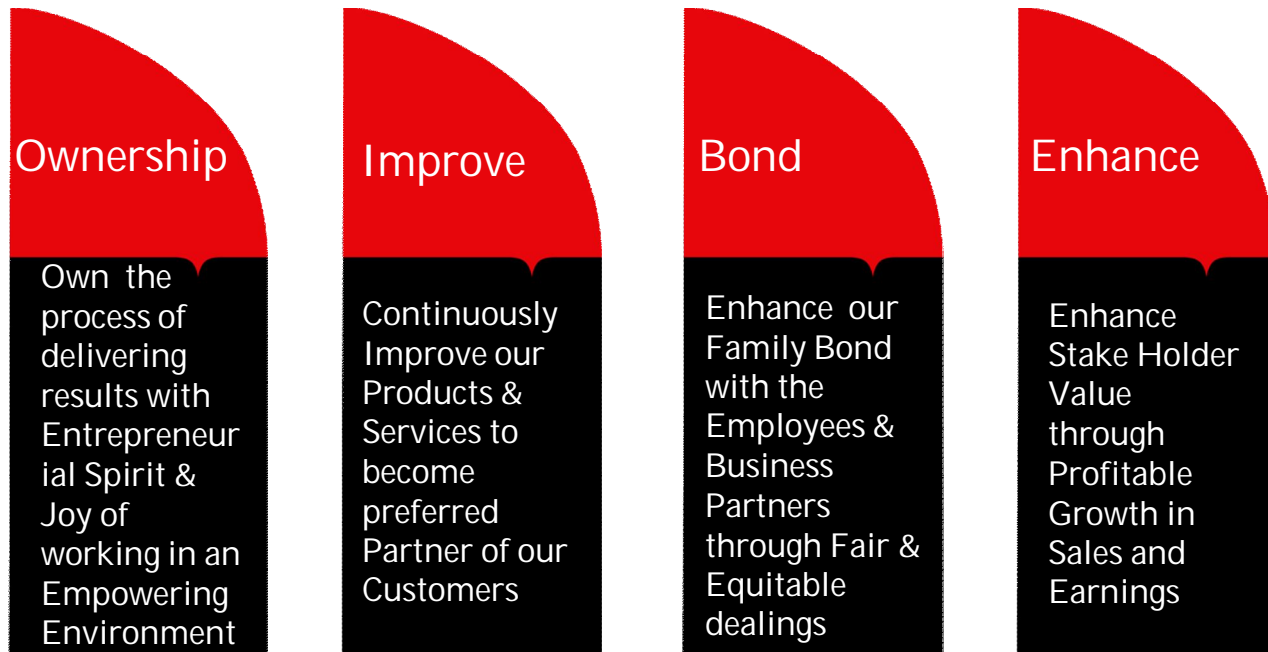 Ownership
Own the
process of
delivering
results with
Entrepreneur
ial Spirit &
Joy of
working in an
Empowering
Environment
Improve
Continuously
Improve our
Products &
Services to
become
preferred
Partner of our
Customers
Bond
Enhance our
Family Bond
with the
Employees &
Business
Partners
through Fair &
Equitable
dealings
Enhance
Enhance
Stake Holder
Value
through
Profitable
Growth in
Sales and
Earnings